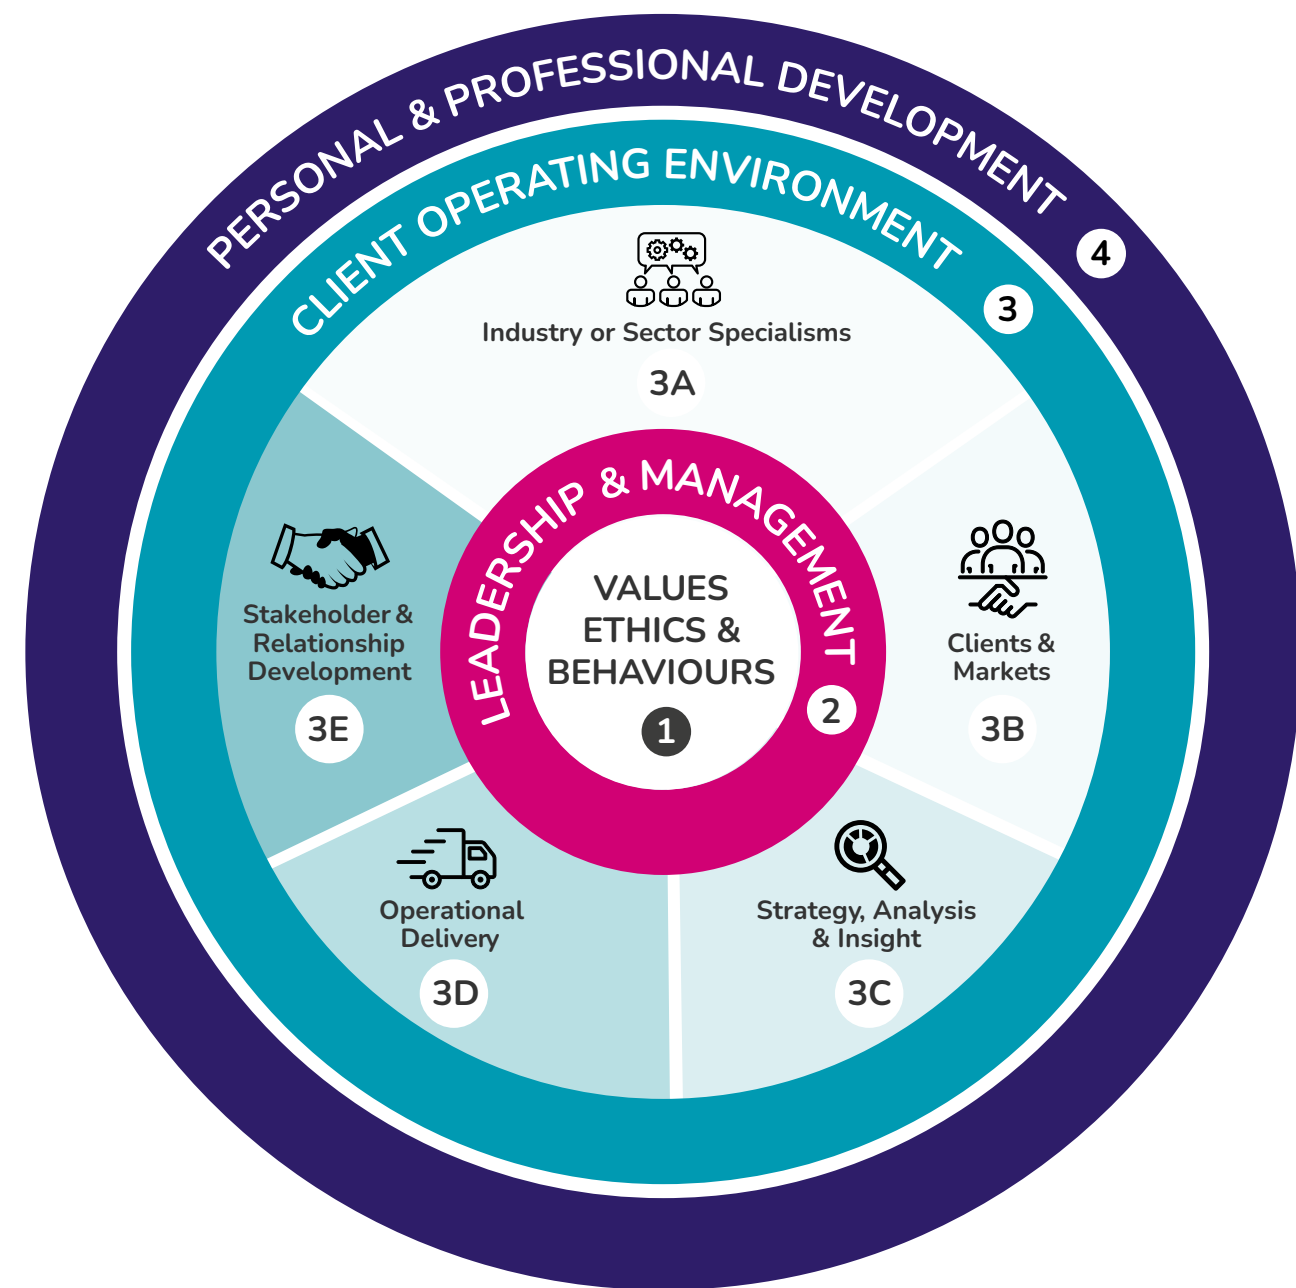 PERSONAL & PROFESSIONAL DEVELOPMENT
4
CLIENT OPERATING ENVIRONMENT
3
Industry or Sector Specialisms
3A
LEADERSHIP & MANAGEMENT
2
VALUES
ETHICS &
BEHAVIOURS
1
Clients &
Markets
3B
Strategy, Analysis
& Insight
3C
Operational
Delivery
3D
Stakeholder &
Relationship
Development
3E